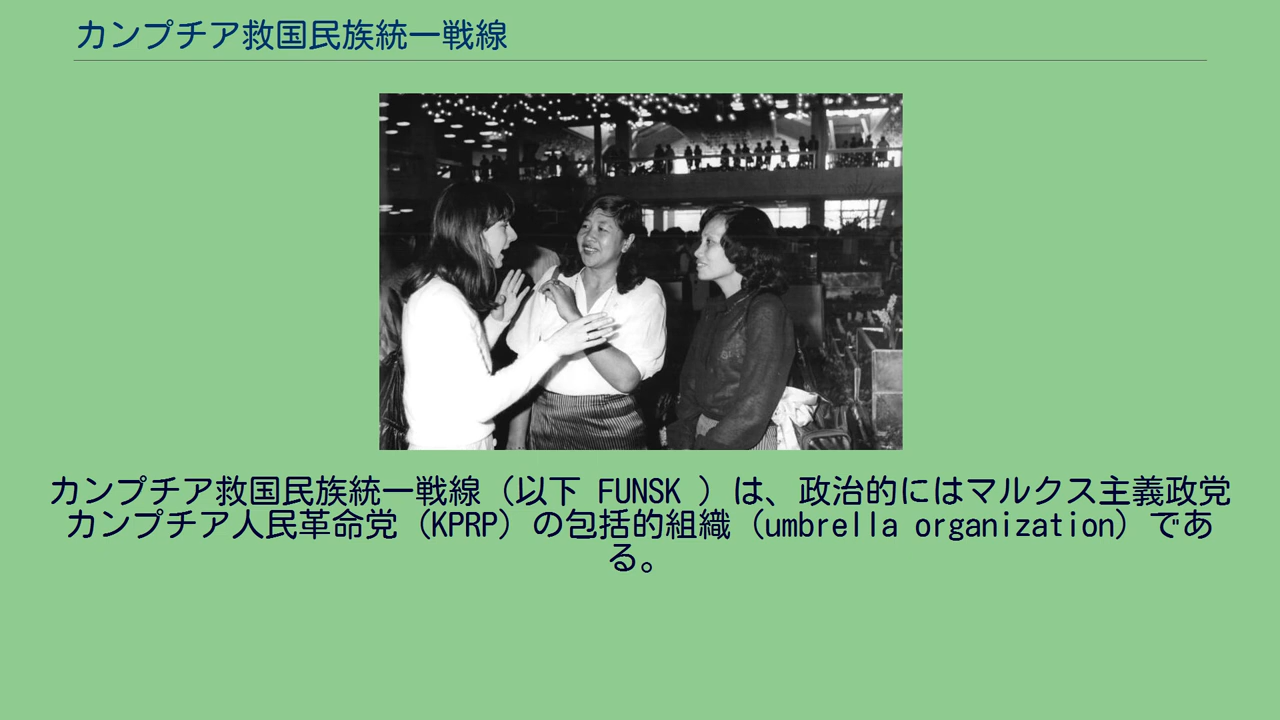 カンプチア救国民族統一戦線
カンプチア救国民族統一戦線（以下 FUNSK ）は、政治的にはマルクス主義政党
カンプチア人民革命党（KPRP）の包括的組織（umbrella organization）であ
る。